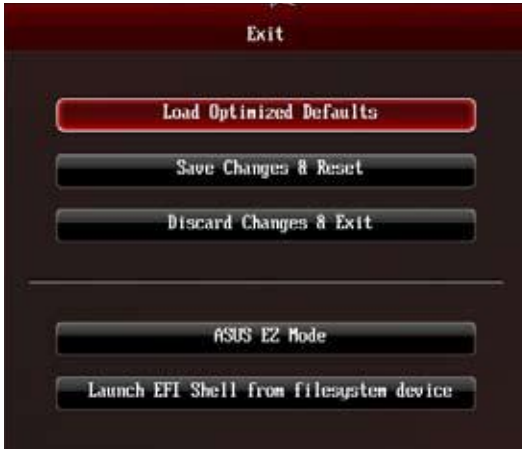 Exit
Load Optimized Defaults
Save Changes & Reset
Discard Changes & Exit
ASUS EZ Mode
Launch EFI Shell from filesystem device